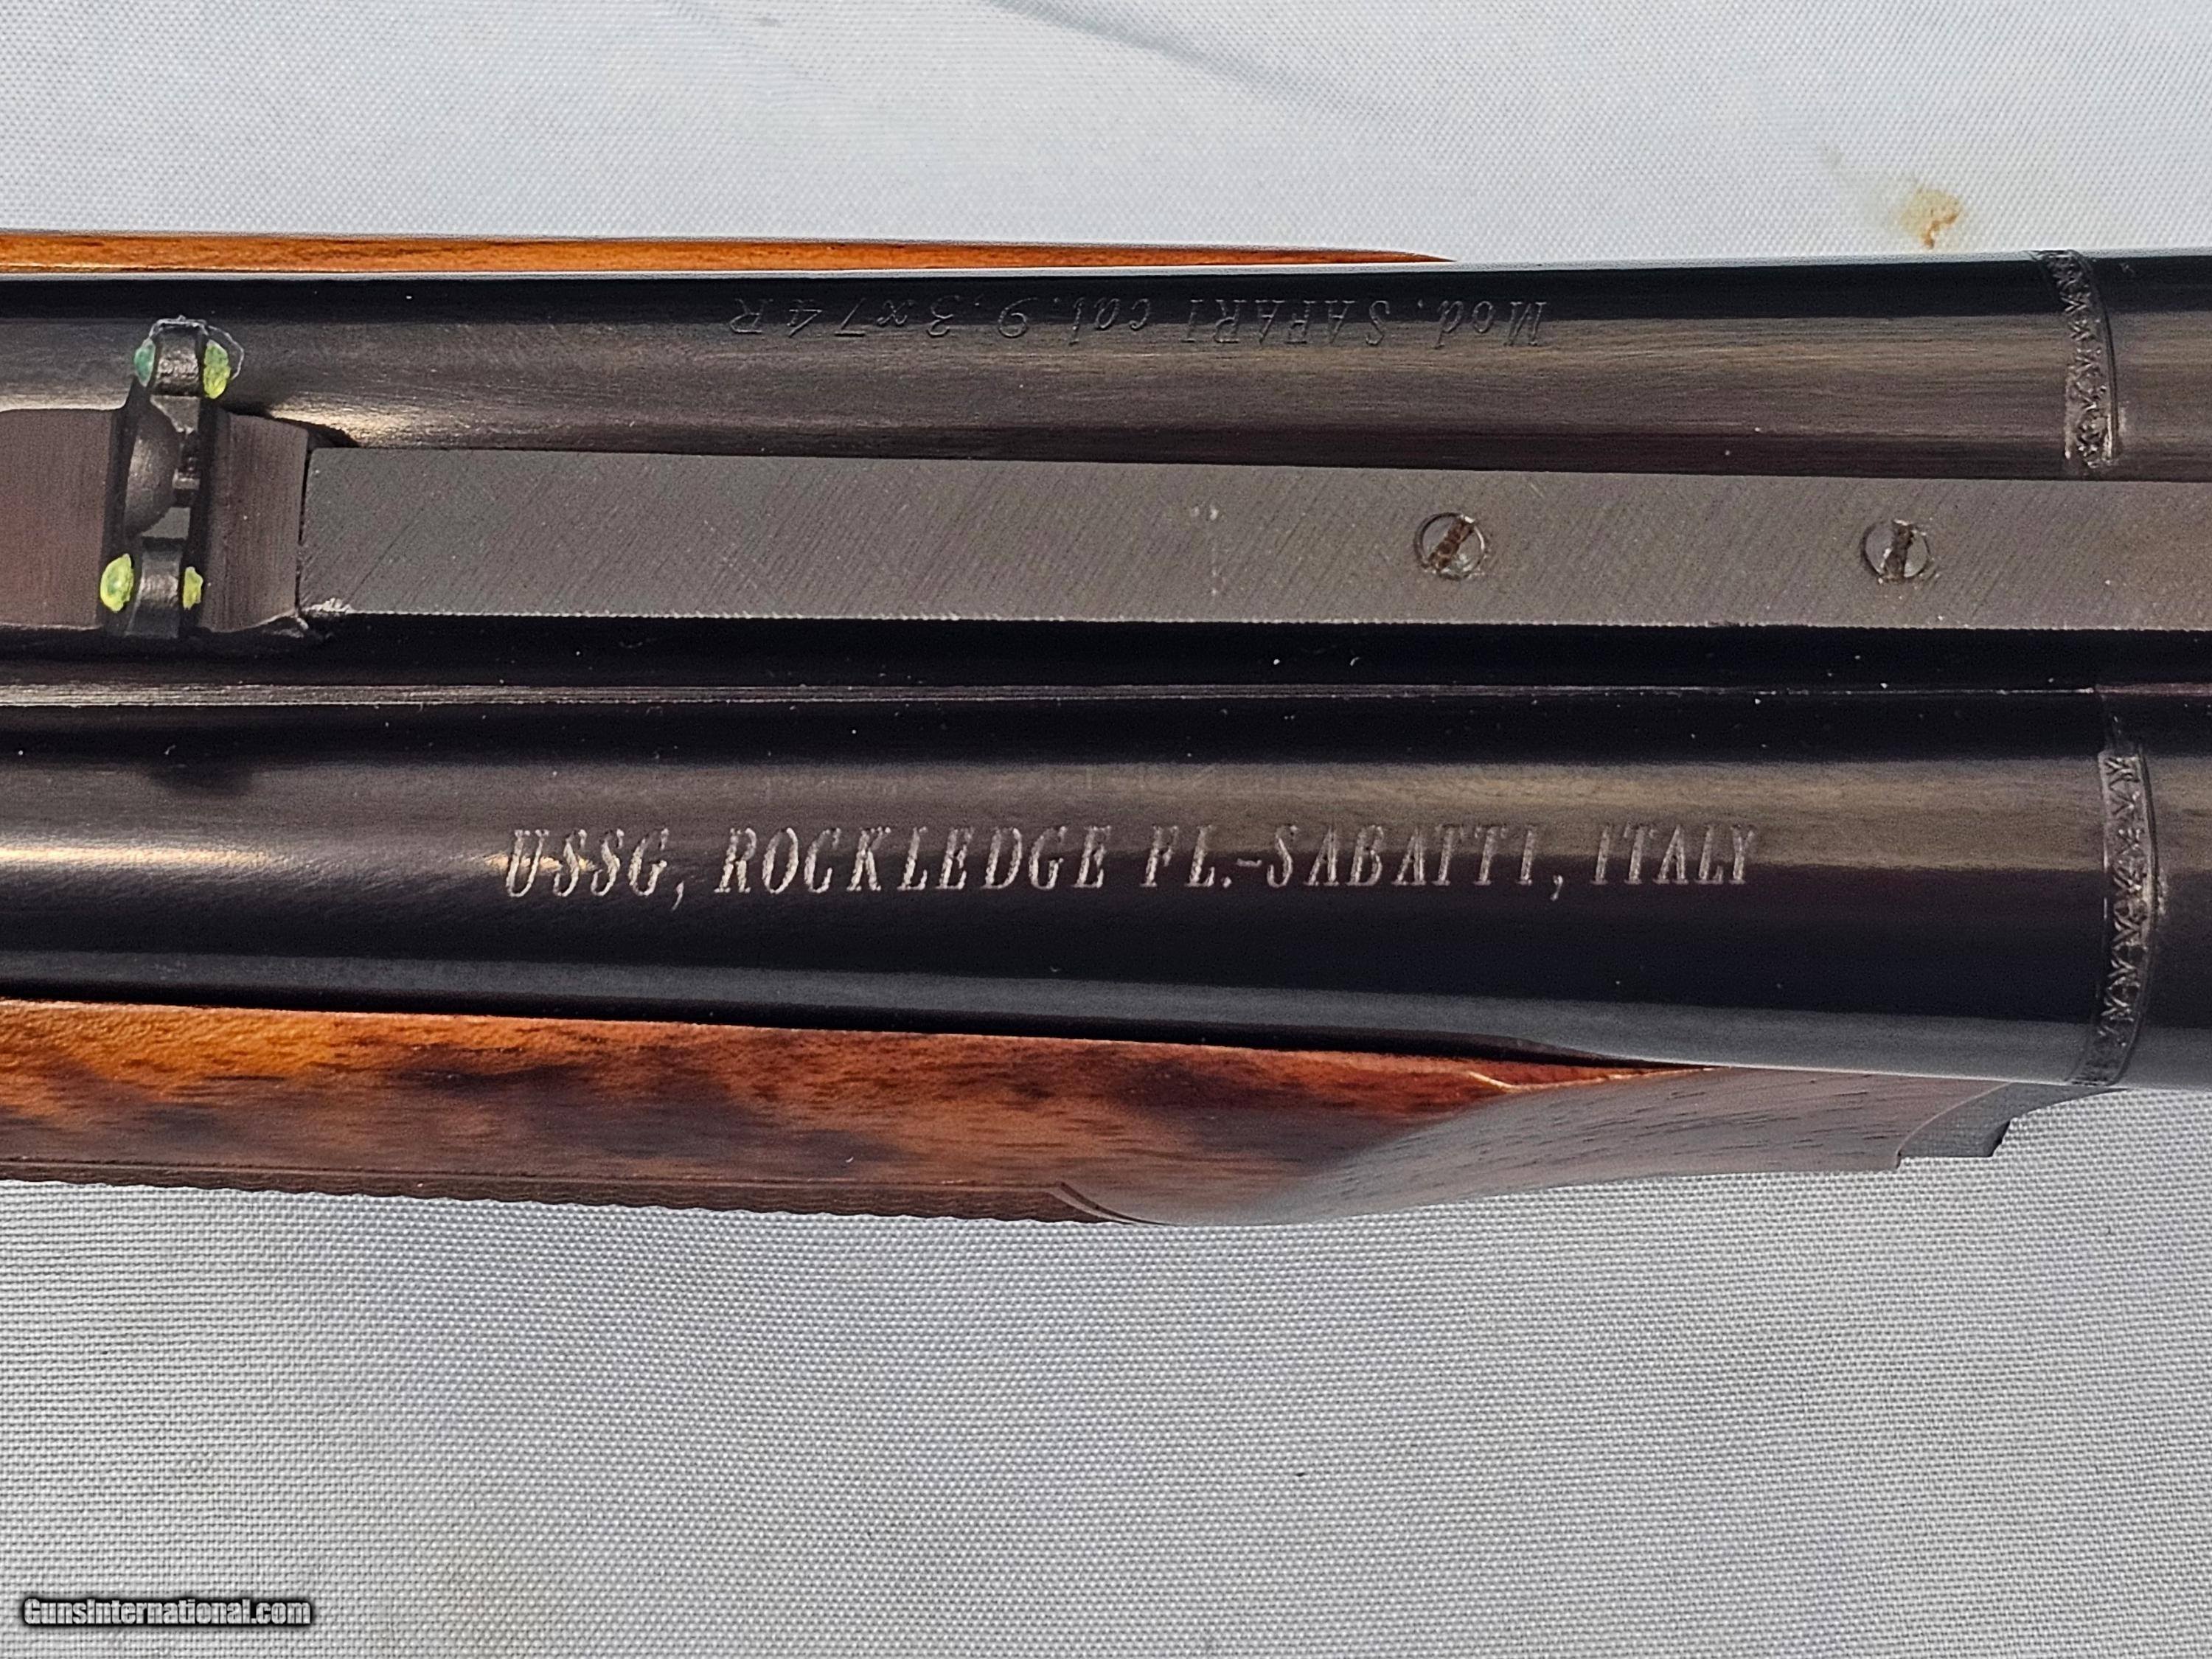 Mod. SAFARI cal. 9,3x74R
USSG, ROCKLEDGE FL.-SABATTI, ITALY
GunsInternational.com